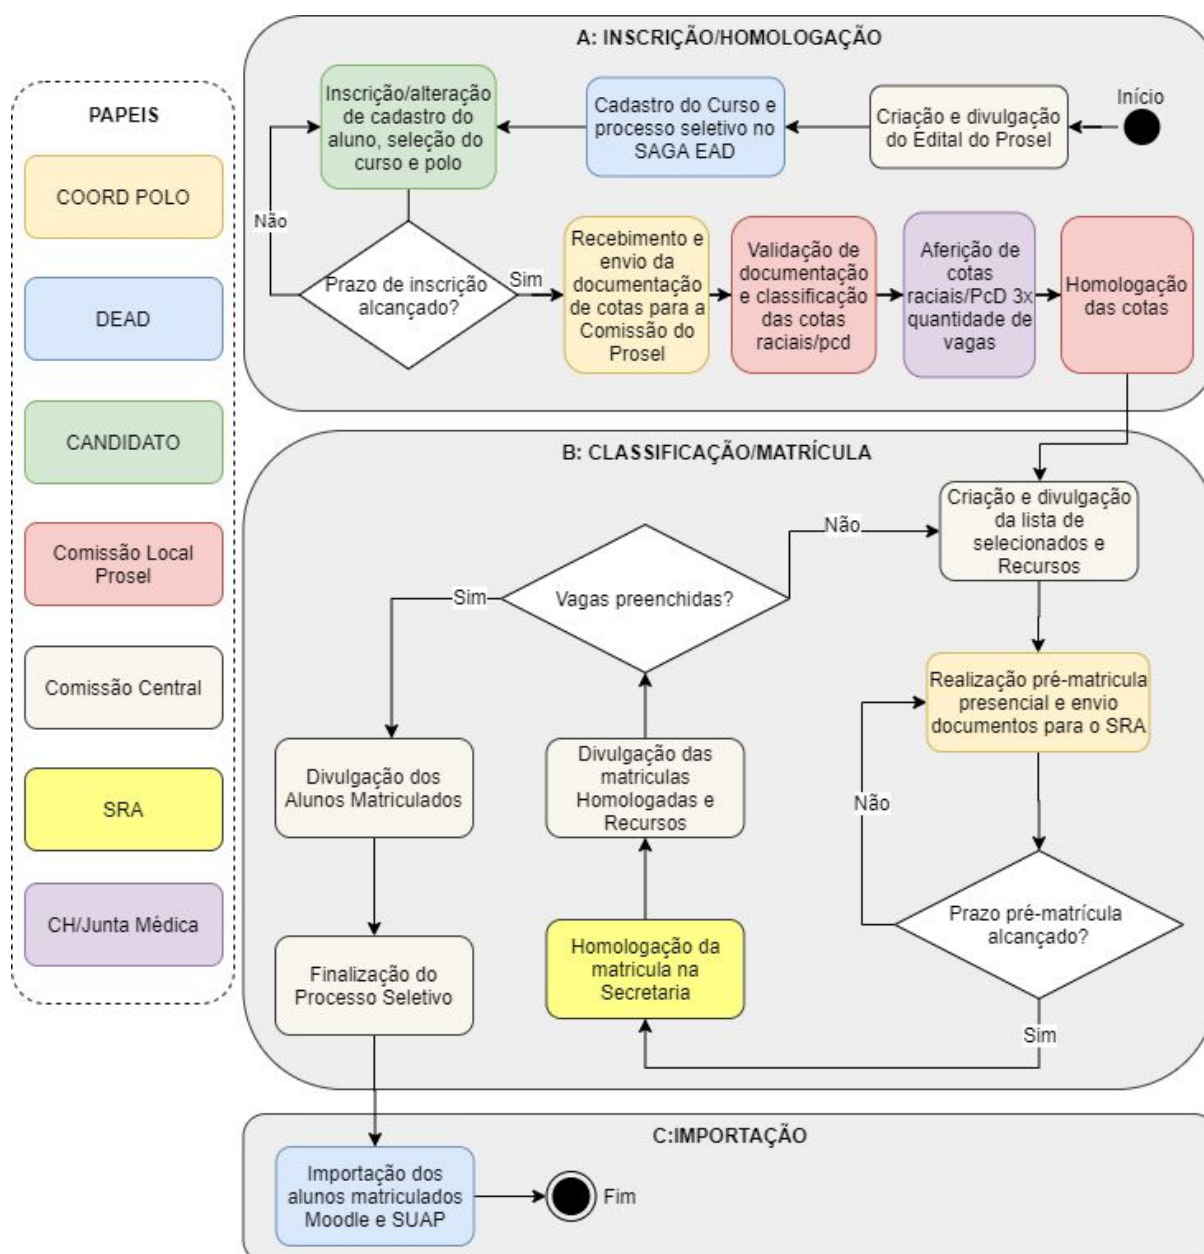 PAPEIS
COORD POLO
DEAD
CANDIDATO
Comissão Local
Prosel
Comissão Central
SRA
CH/Junta Médica
A: INSCRIÇÃO/HOMOLOGAÇÃO
Início
Criação e divulgação
do Edital do Prosel
Cadastro do Curso e
processo seletivo no
SAGA EAD
Inscrição/alteração
de cadastro do
aluno, seleção do
curso e polo
Não
Prazo de inscrição
alcançado?
Sim
Recebimento e
envio da
documentação
de cotas para a
Comissão do
Prosel
Validação de
documentação
e classificação
das cotas
raciais/pcd
Aferição de
cotas
raciais/PcD 3x
quantidade de
vagas
Homologação
das cotas
B: CLASSIFICAÇÃO/MATRÍCULA
Criação e divulgação
da lista de
selecionados e
Recursos
Não
Vagas preenchidas?
Sim
Realização pré-matricula
presencial e envio
documentos para o SRA
Não
Prazo pré-matrícula
alcançado?
Sim
Homologação da
matricula na
Secretaria
Divulgação das
matriculas
Homologadas e
Recursos
Divulgação dos
Alunos Matriculados
Finalização do
Processo Seletivo
C:IMPORTAÇÃO
Importação dos
alunos matriculados
Moodle e SUAP
Fim